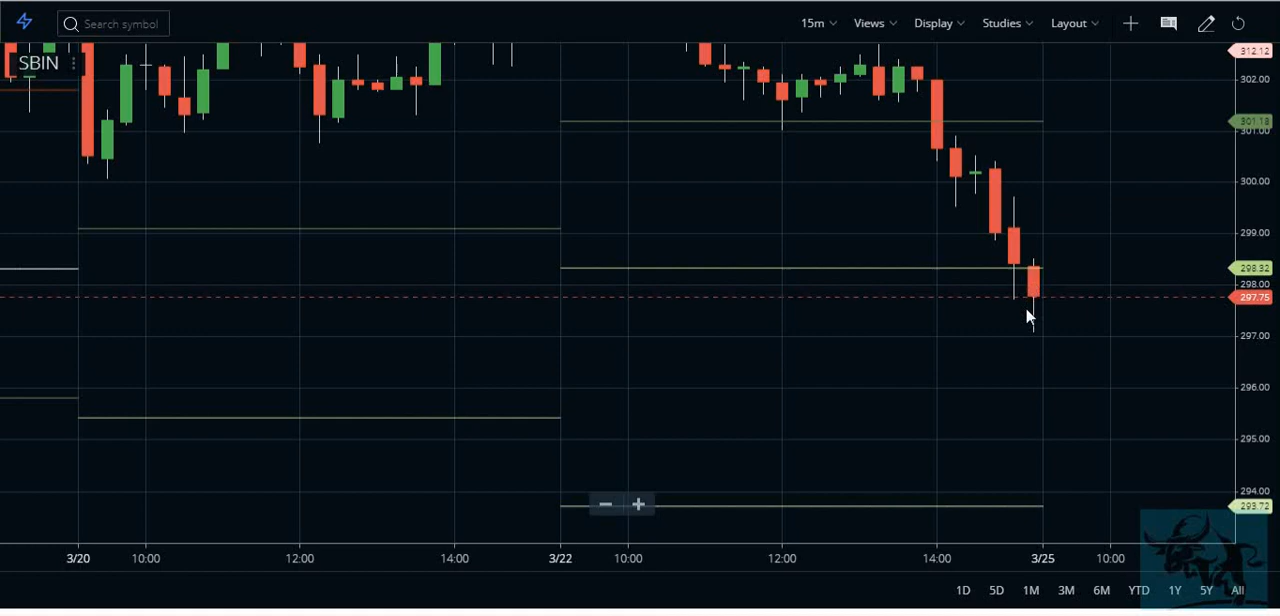 Search symbol
15m Views Display Studies Layout
SBIN
312.12
302.00
301.18
301.00
300.00
299.00
298.32
298.00
297.75
297.00
296.00
295.00
294.00
293.72
3/20 10:00 12:00 14:00 3/22 10:00 12:00 14:00 3/25 10:00
1D 5D 1M 3M 6M YTD 1Y 5Y All